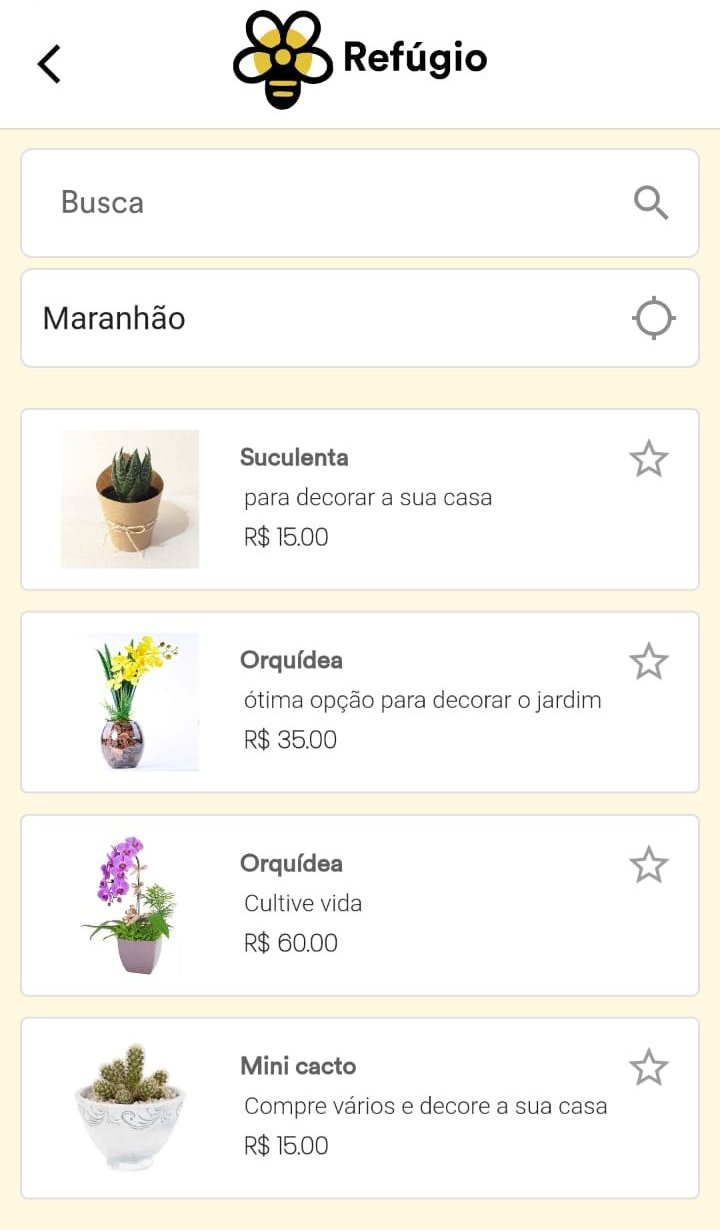 Refúgio
Busca
Maranhão
Suculenta
para decorar a sua casa
R$ 15.00
Orquídea
ótima opção para decorar o jardim
R$ 35.00
Orquídea
Cultive vida
R$ 60.00
Mini cacto
Compre vários e decore a sua casa
R$ 15.00